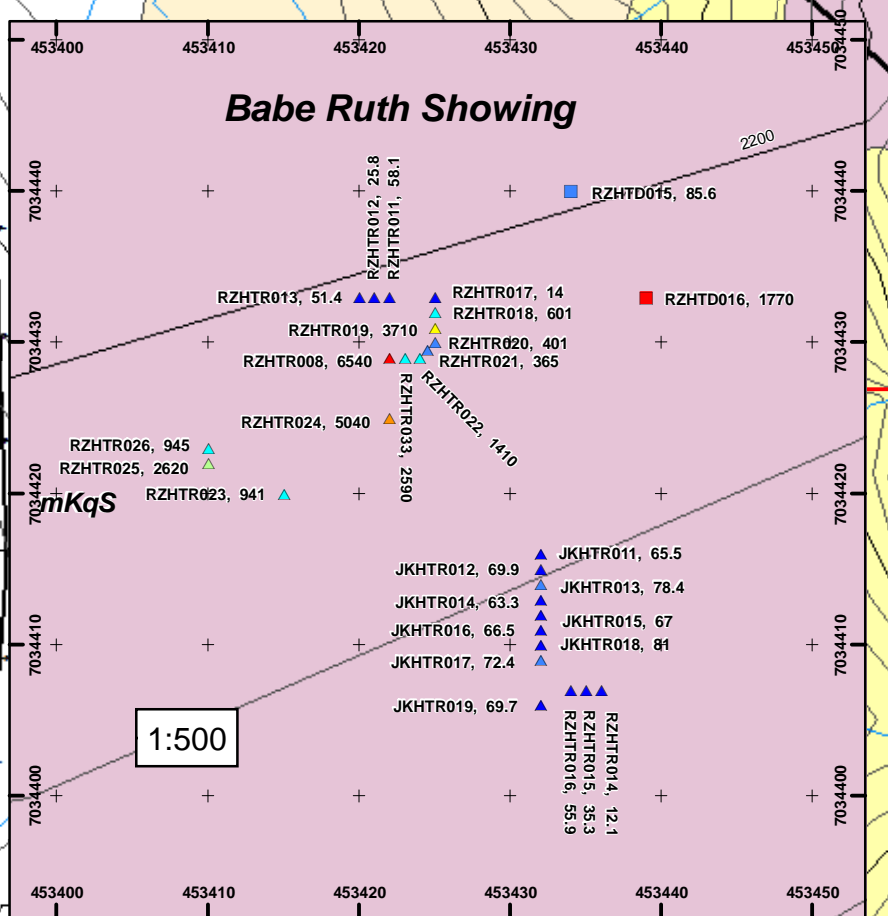 453400 453410 453420 453430 453440 453450
7034450
Babe Ruth Showing
2200
7034440
7034440
RZHTR012, 25.8
RZHTR011, 58.1
RZHTD015, 85.6
RZHTR013, 51.4
RZHTR017, 14
RZHTD016, 1770
RZHTR018, 601
RZHTR019, 3710
7034430
7034430
RZHTR020, 401
RZHTR008, 6540
RZHTR021, 365
RZHTR033, 2590
RZHTR022, 1410
RZHTR024, 5040
RZHTR026, 945
RZHTR025, 2620
RZHTR023, 941
7034420
7034420
mKqS
JKHTR011, 65.5
JKHTR012, 69.9
JKHTR013, 78.4
JKHTR014, 63.3
JKHTR015, 67
JKHTR016, 66.5
JKHTR018, 81
7034410
7034410
JKHTR017, 72.4
JKHTR019, 69.7
RZHTR016, 55.9
RZHTR015, 35.3
RZHTR014, 12.1
1:500
7034400
7034400
453400 453410 453420 453430 453440 453450